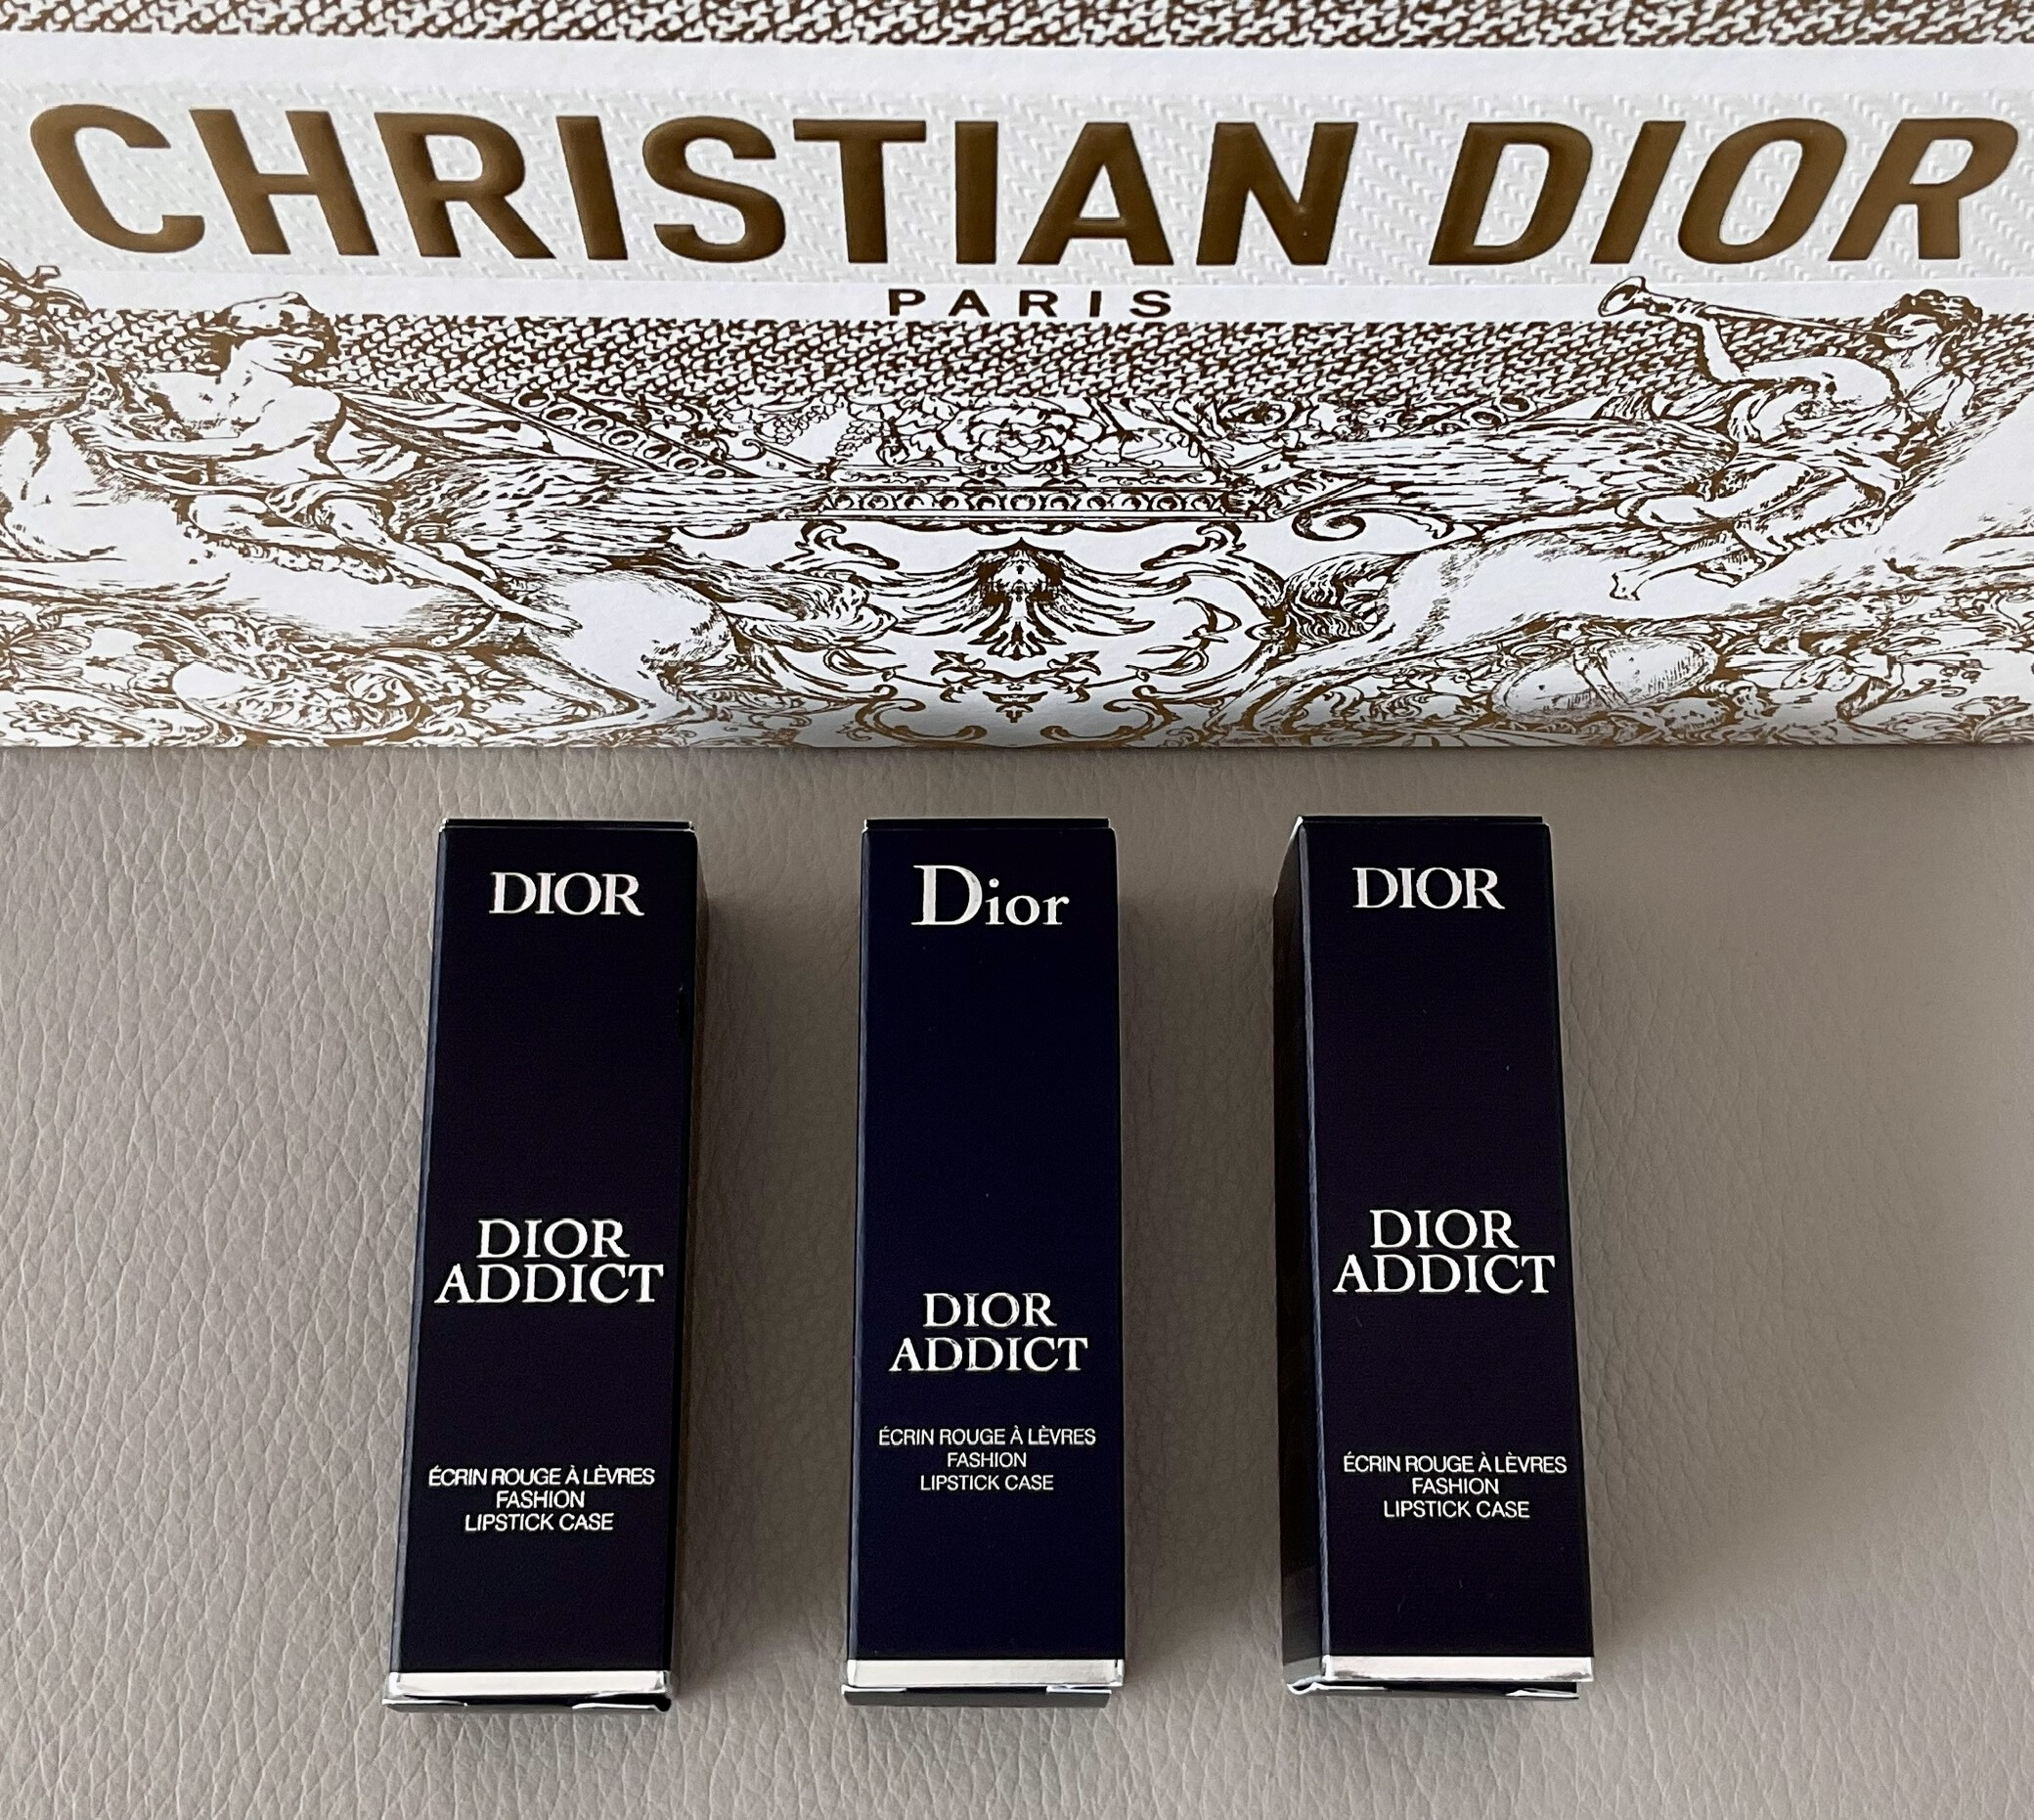 CHRISTIAN DIOR
PARIS
DIOR
DIOR
ADDICT
ÉCRIN ROUGE À LÈVRES
FASHION
LIPSTICK CASE
Dior
DIOR
ADDICT
ÉCRIN ROUGE À LÈVRES
FASHION
LIPSTICK CASE
DIOR
DIOR
ADDICT
ÉCRIN ROUGE À LÈVRES
FASHION
LIPSTICK CASE